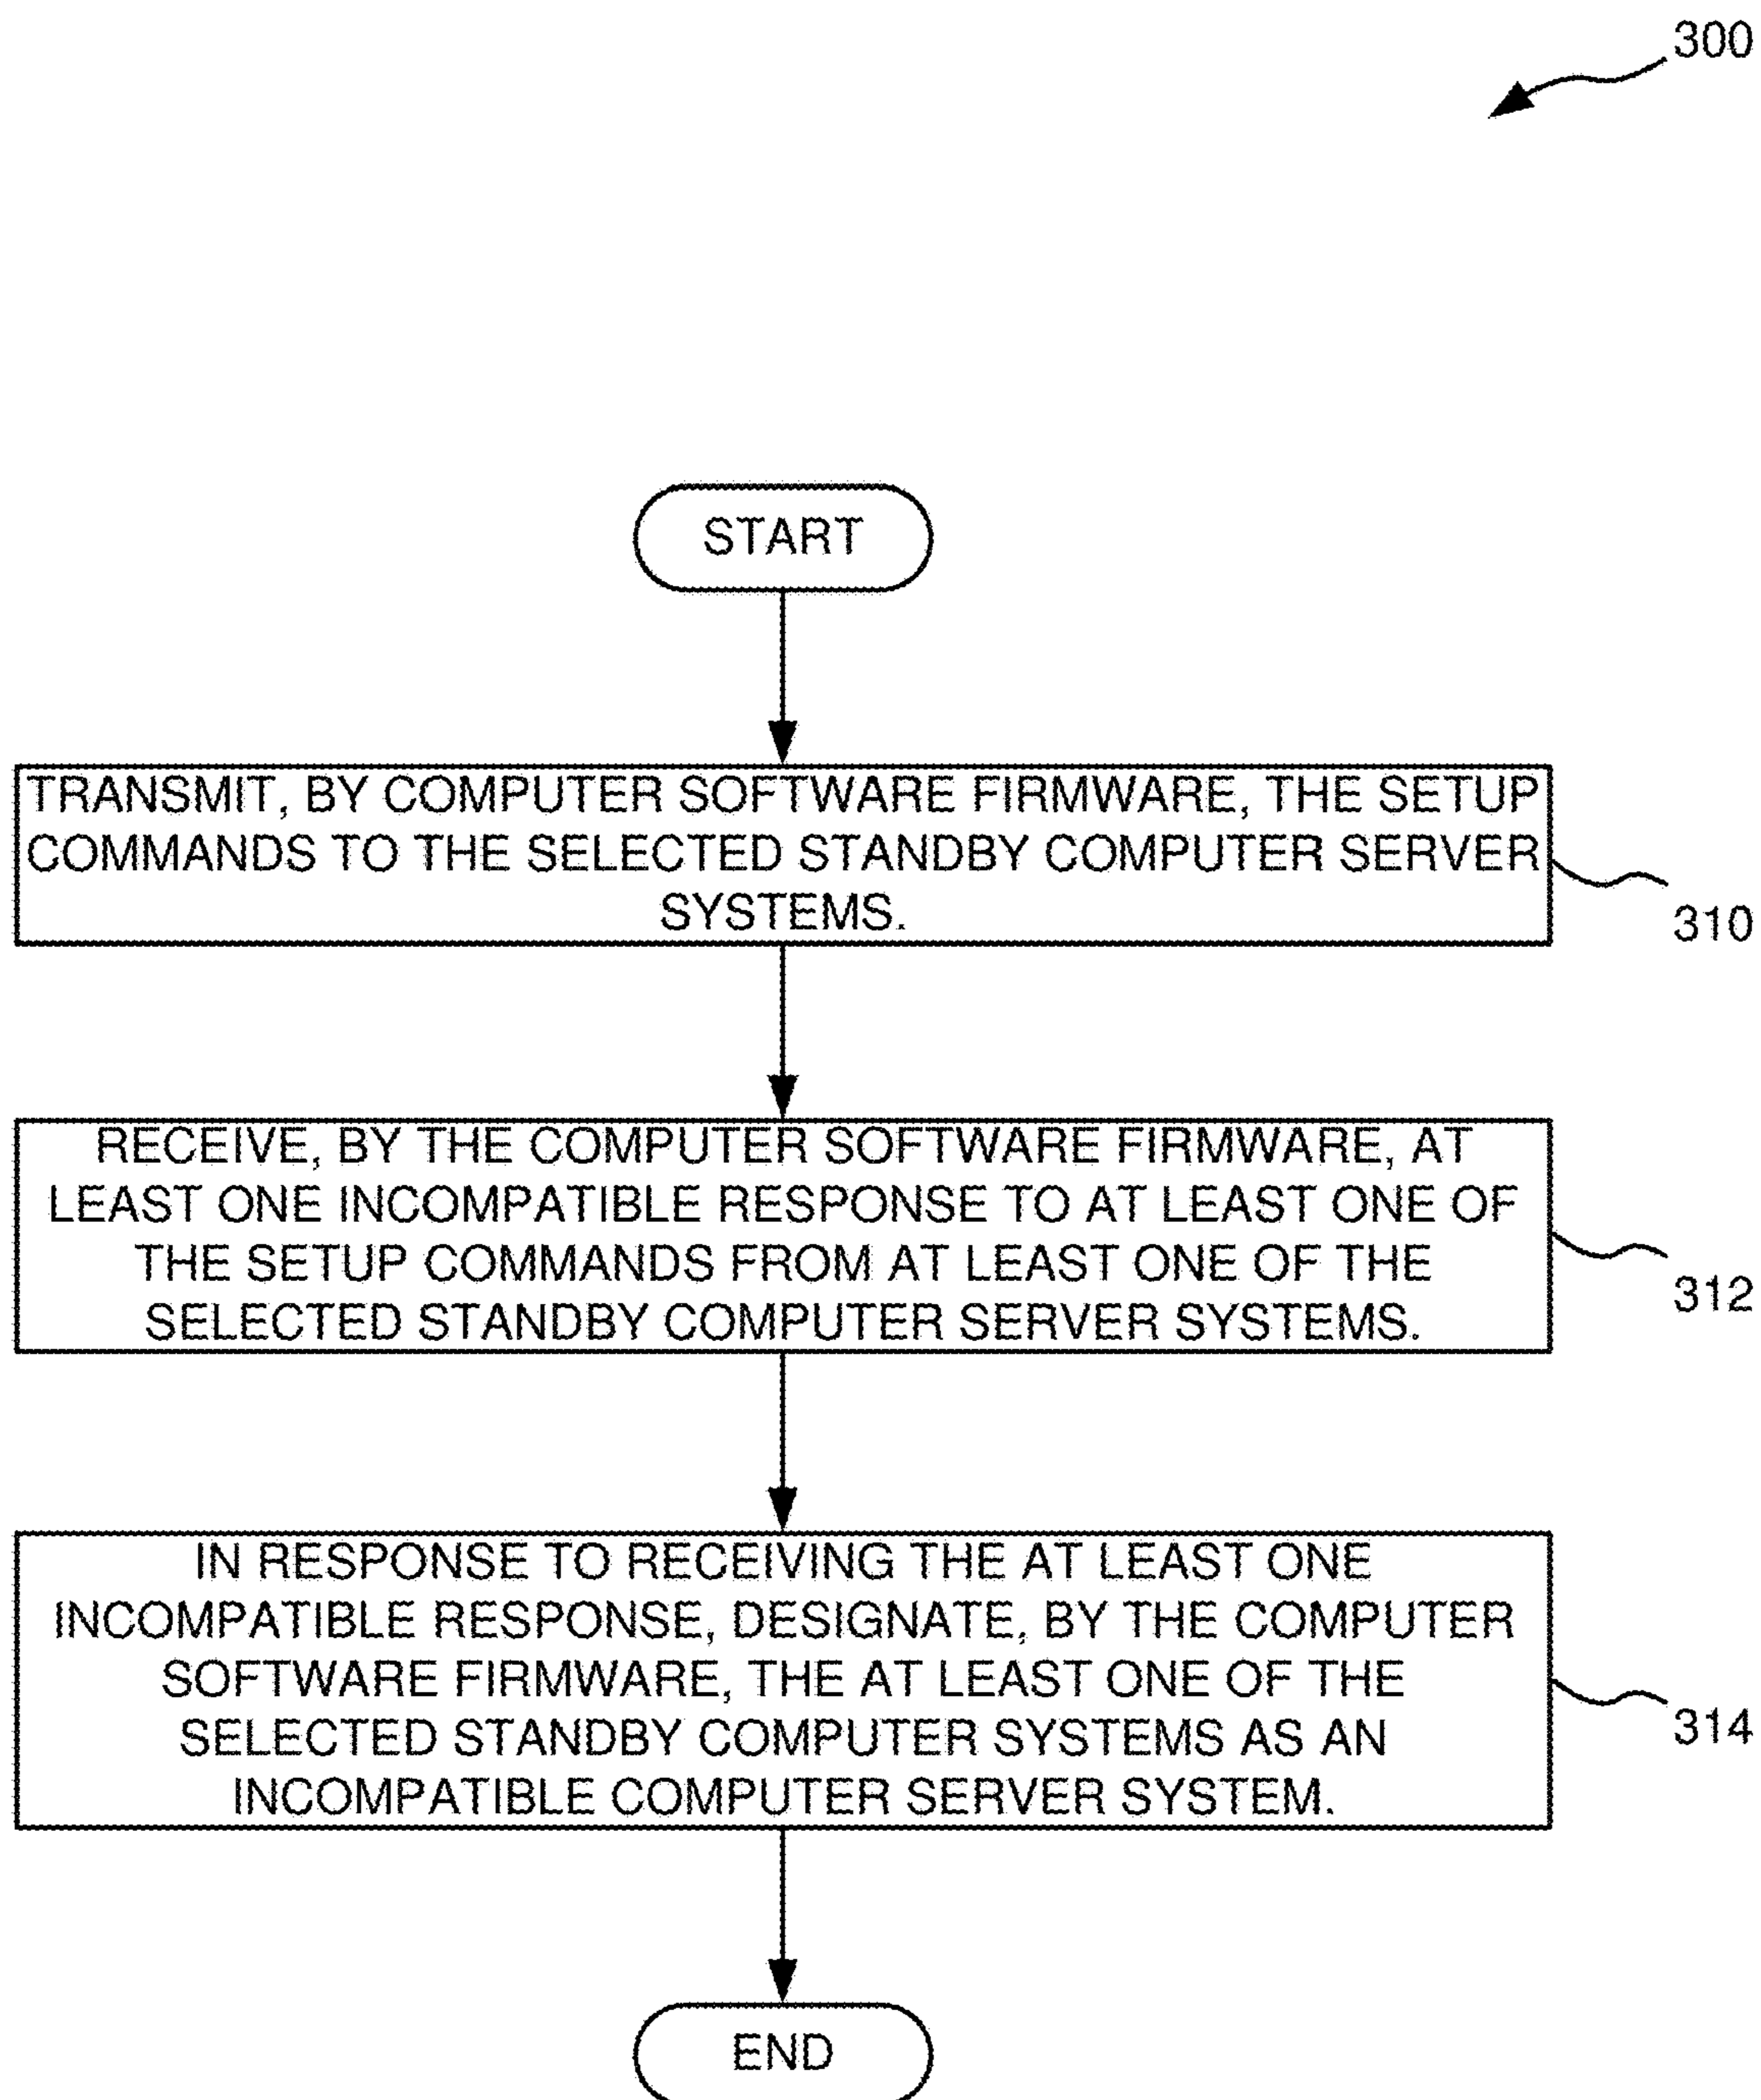 300
START
TRANSMIT, BY COMPUTER SOFTWARE FIRMWARE, THE SETUP
COMMANDS TO THE SELECTED STANDBY COMPUTER SERVER
SYSTEMS.
310
RECEIVE, BY THE COMPUTER SOFTWARE FIRMWARE, AT
LEAST ONE INCOMPATIBLE RESPONSE TO AT LEAST ONE OF
THE SETUP COMMANDS FROM AT LEAST ONE OF THE
SELECTED STANDBY COMPUTER SERVER SYSTEMS.
312
IN RESPONSE TO RECEIVING THE AT LEAST ONE
INCOMPATIBLE RESPONSE, DESIGNATE, BY THE COMPUTER
SOFTWARE FIRMWARE, THE AT LEAST ONE OF THE
SELECTED STANDBY COMPUTER SYSTEMS AS AN
INCOMPATIBLE COMPUTER SERVER SYSTEM.
314
END